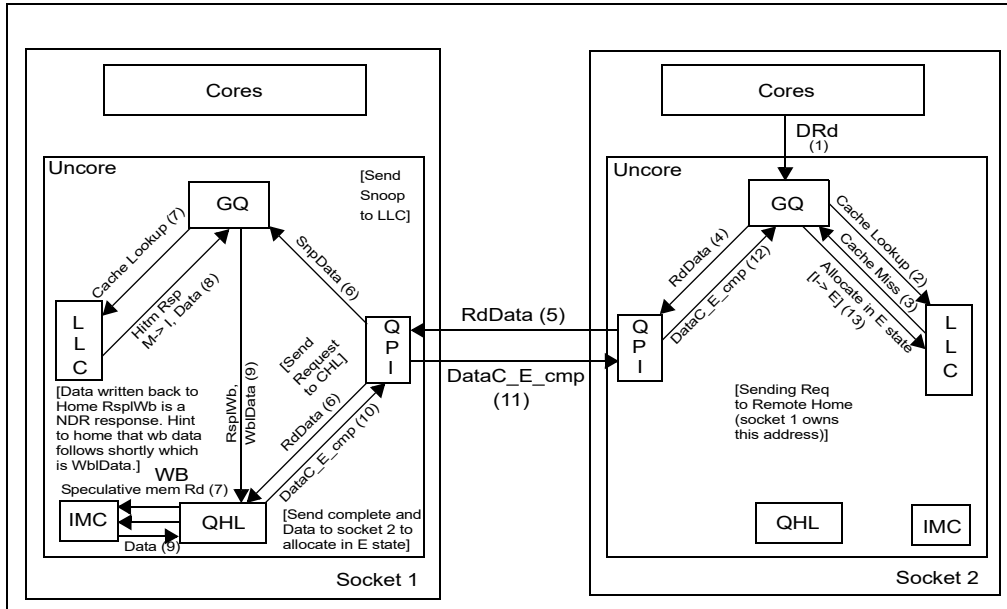 Cores
Uncore
[Send
Snoop
to LLC]
GQ
Cache Lookup (7)
Hitm Rsp
M-> I, Data (8)
SnpData (6)
L
L
C
Q
P
I
[Send
Request
to CHL]
RspIWb,
WbIData (9)
RdData (6)
DataC_E_cmp (10)
[Data written back to
Home RspIWb is a
NDR response. Hint
to home that wb data
follows shortly which
is WbIData.]
WB
Speculative mem Rd (7)
IMC
QHL
Data (9)
[Send complete and
Data to socket 2 to
allocate in E state]
Socket 1
RdData (5)
DataC_E_cmp
(11)
Cores
DRd
(1)
Uncore
GQ
RdData (4)
DataC_E_cmp (12)
Cache Lookup (2)
Cache Miss (3)
Allocate in E state
[I-> E] (13)
Q
P
I
L
L
C
[Sending Req
to Remote Home
(socket 1 owns
this address)]
QHL
IMC
Socket 2